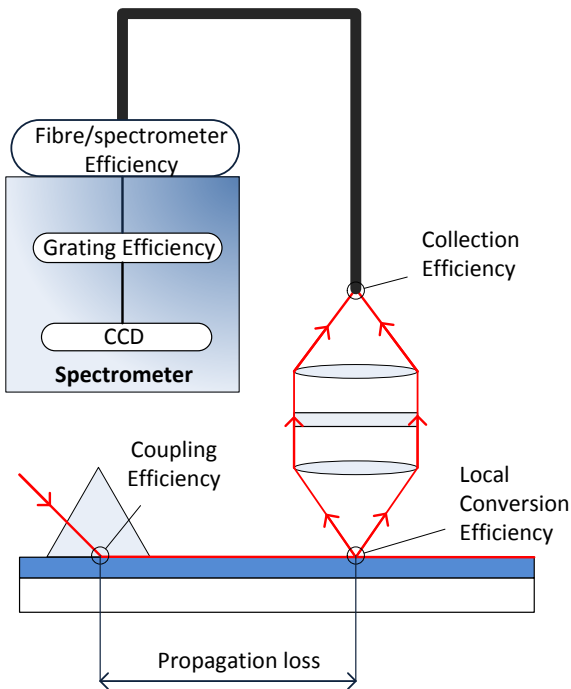 Fibre/spectrometer
Efficiency
Grating Efficiency
CCD
Spectrometer
Collection
Efficiency
Coupling
Efficiency
Local
Conversion
Efficiency
Propagation loss